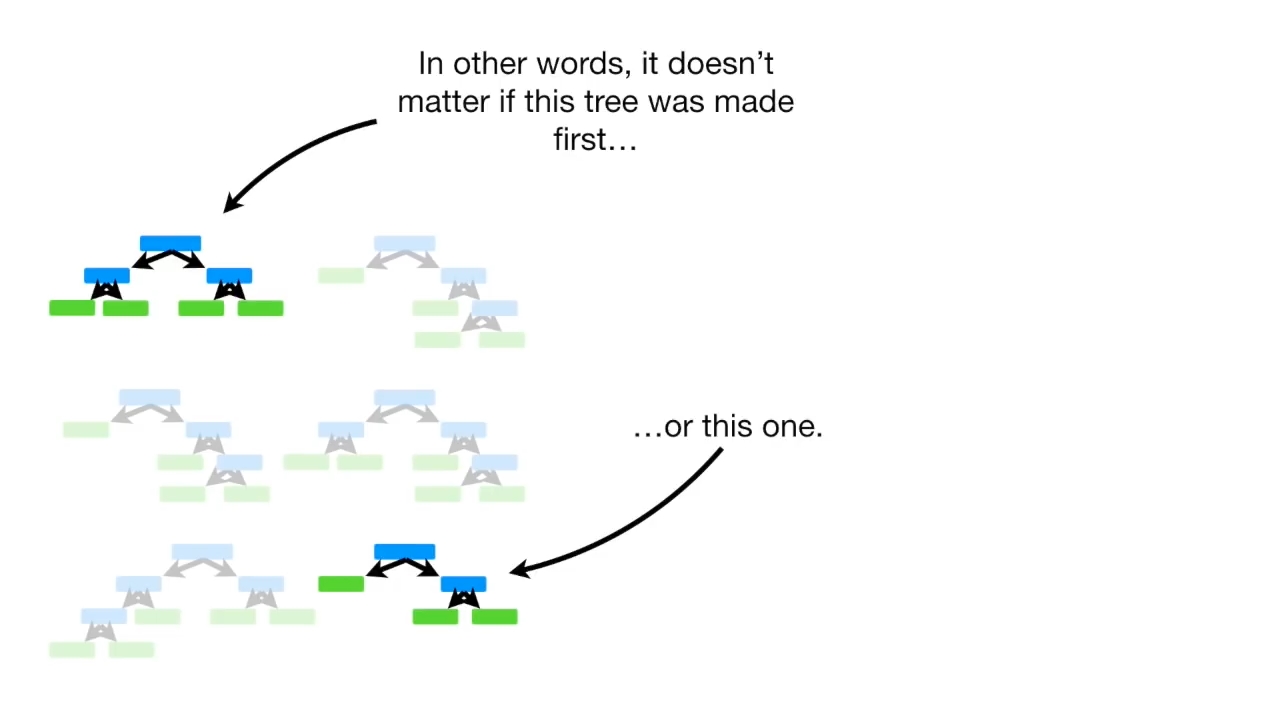 In other words, it doesn’t
matter if this tree was made
first…
…or this one.